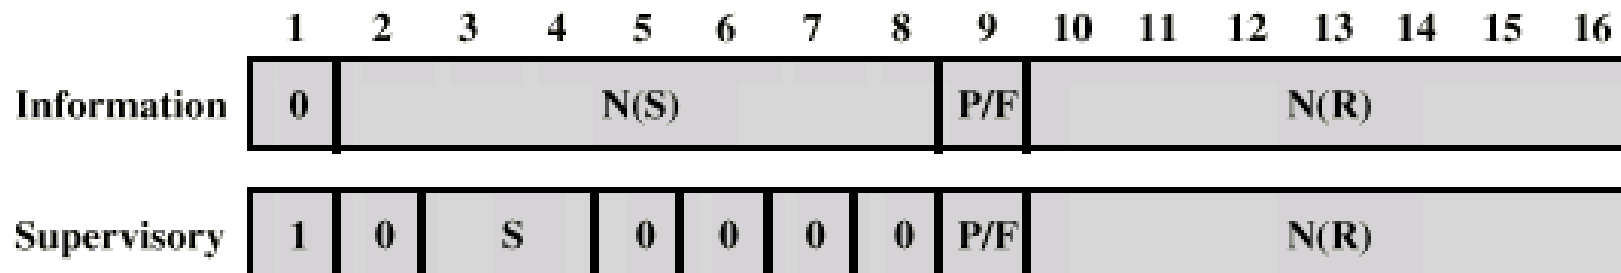 1 2 3 4 5 6 7 8 9 10 11 12 13 14 15 16
Information 0 N(S) P/F N(R)
Supervisory 1 0 S 0 0 0 0 P/F N(R)